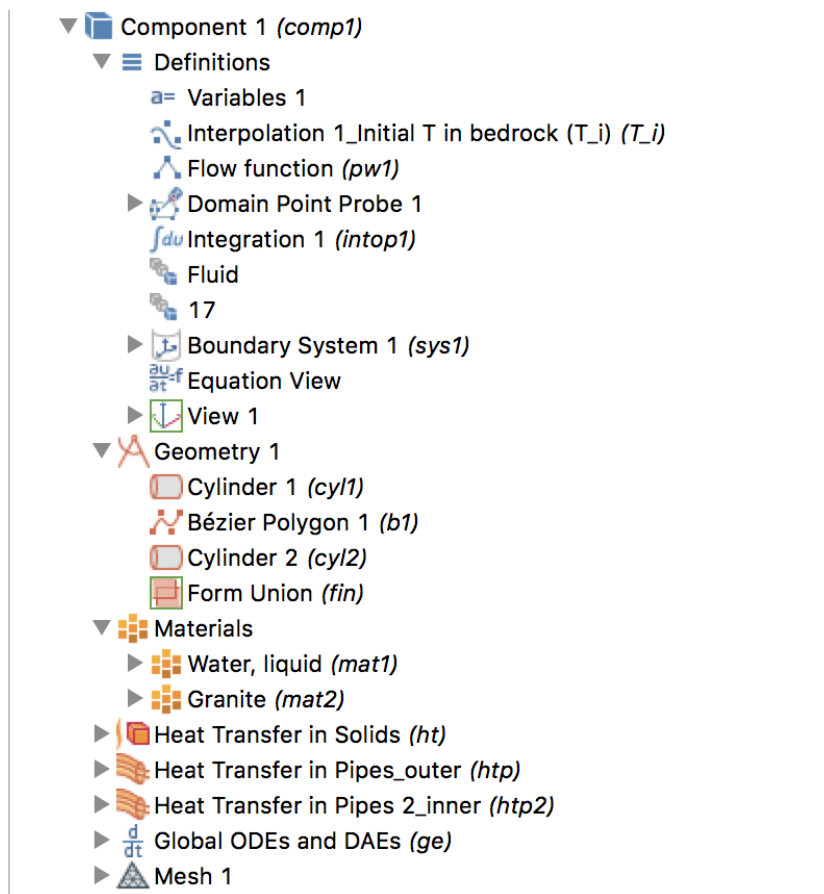 Component 1 (comp1)
Definitions
a= Variables 1
Interpolation 1_Initial T in bedrock (T_i) (T_i)
Flow function (pw1)
Domain Point Probe 1
∫du Integration 1 (intop1)
Fluid
17
Boundary System 1 (sys1)
∂u/∂t=f Equation View
View 1
Geometry 1
Cylinder 1 (cyl1)
Bézier Polygon 1 (b1)
Cylinder 2 (cyl2)
Form Union (fin)
Materials
Water, liquid (mat1)
Granite (mat2)
Heat Transfer in Solids (ht)
Heat Transfer in Pipes_outer (htp)
Heat Transfer in Pipes 2_inner (htp2)
d/dt Global ODEs and DAEs (ge)
Mesh 1